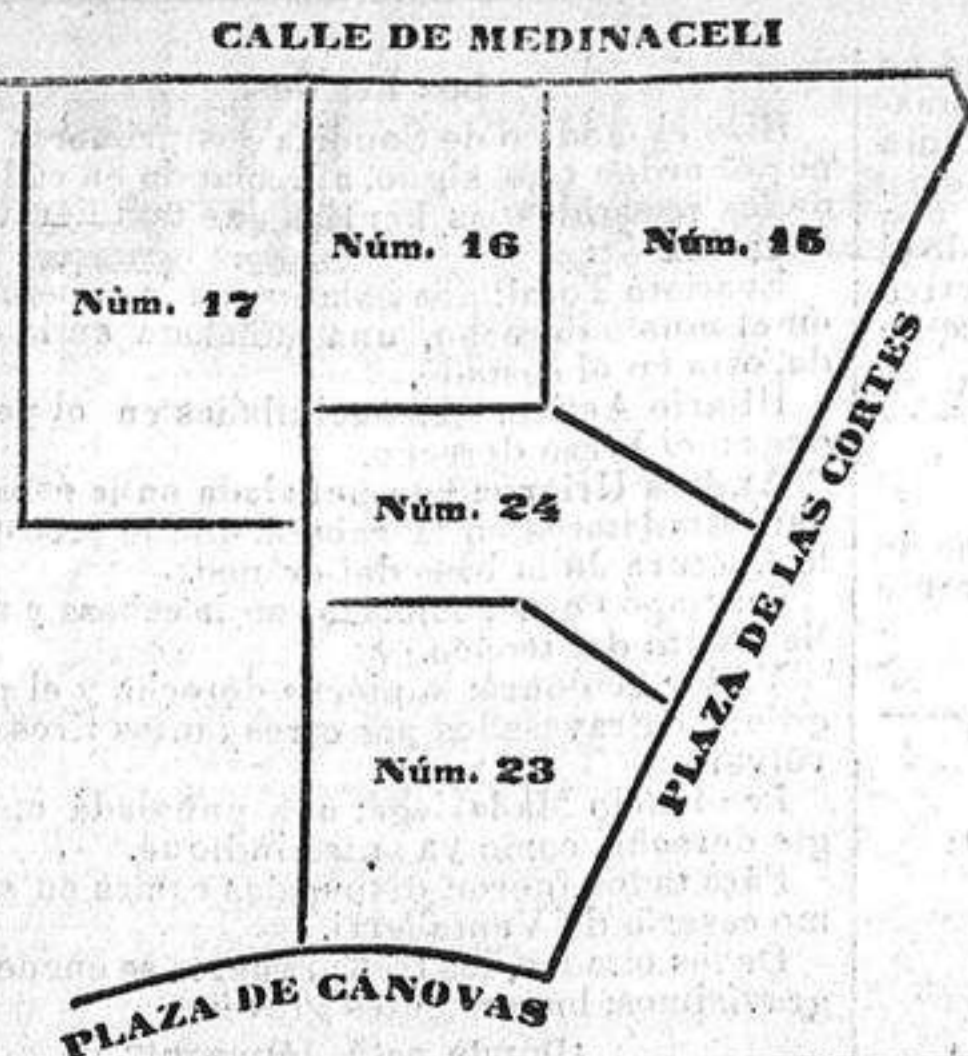 CALLE DE MEDINACELI
Núm. 16
Núm. 15
Núm. 17
Núm. 24
PLAZA DE LAS CORTES
Núm. 23
PLAZA DE CANOVAS